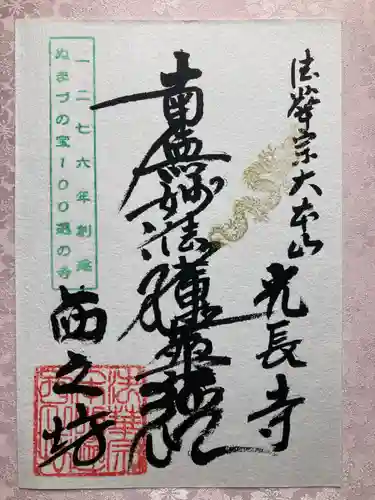 法華宗大本山
光長寺
南無妙法蓮華経
一二七六年創建
ぬまづの宝100選の寺
西之坊